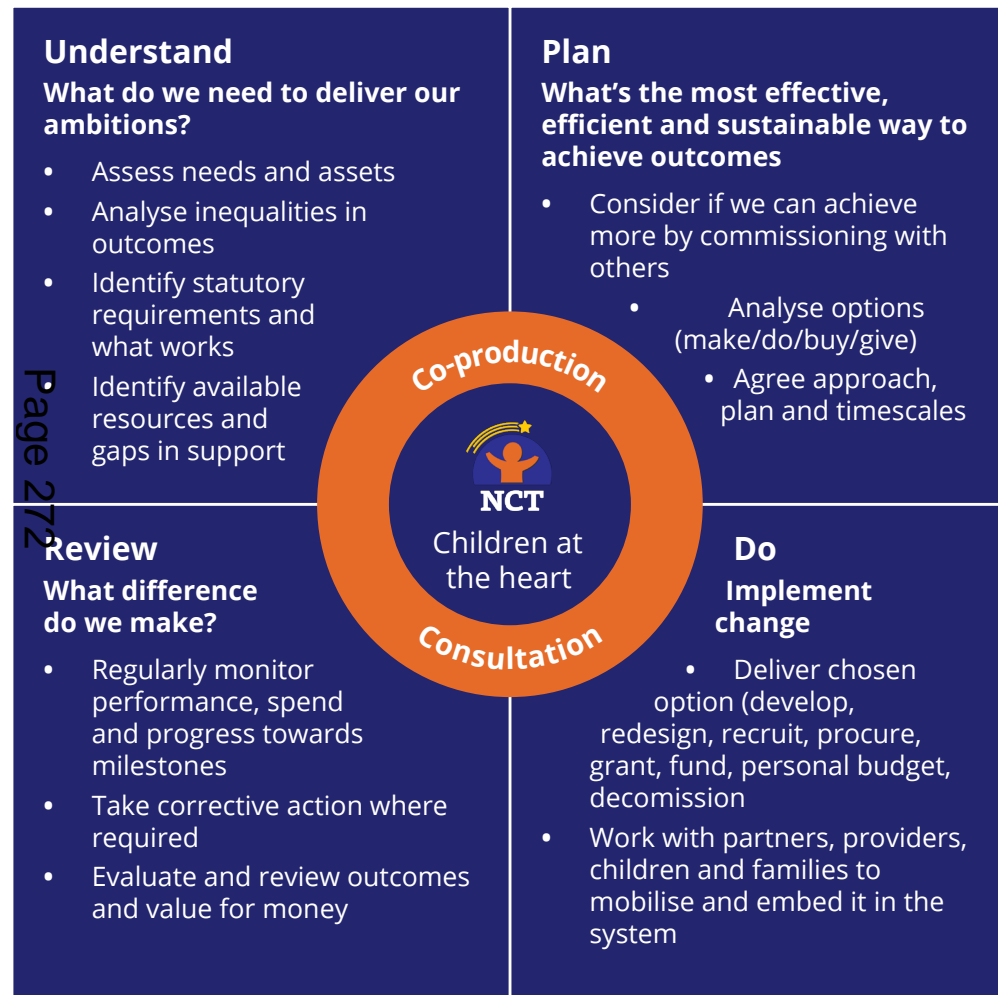 Understand
What do we need to deliver our
ambitions?
• Assess needs and assets
• Analyse inequalities in
outcomes
• Identify statutory
requirements and
what works
• Identify available
resources and
gaps in support
Plan
What’s the most effective,
efficient and sustainable way to
achieve outcomes
• Consider if we can achieve
more by commissioning with
others
• Analyse options
(make/do/buy/give)
• Agree approach,
plan and timescales
Co-production
NCT
Children at
the heart
Consultation
Page 272
Review
What difference
do we make?
• Regularly monitor
performance, spend
and progress towards
milestones
• Take corrective action where
required
• Evaluate and review outcomes
and value for money
Do
Implement
change
• Deliver chosen
option (develop,
redesign, recruit, procure,
grant, fund, personal budget,
decomission
• Work with partners, providers,
children and families to
mobilise and embed it in the
system